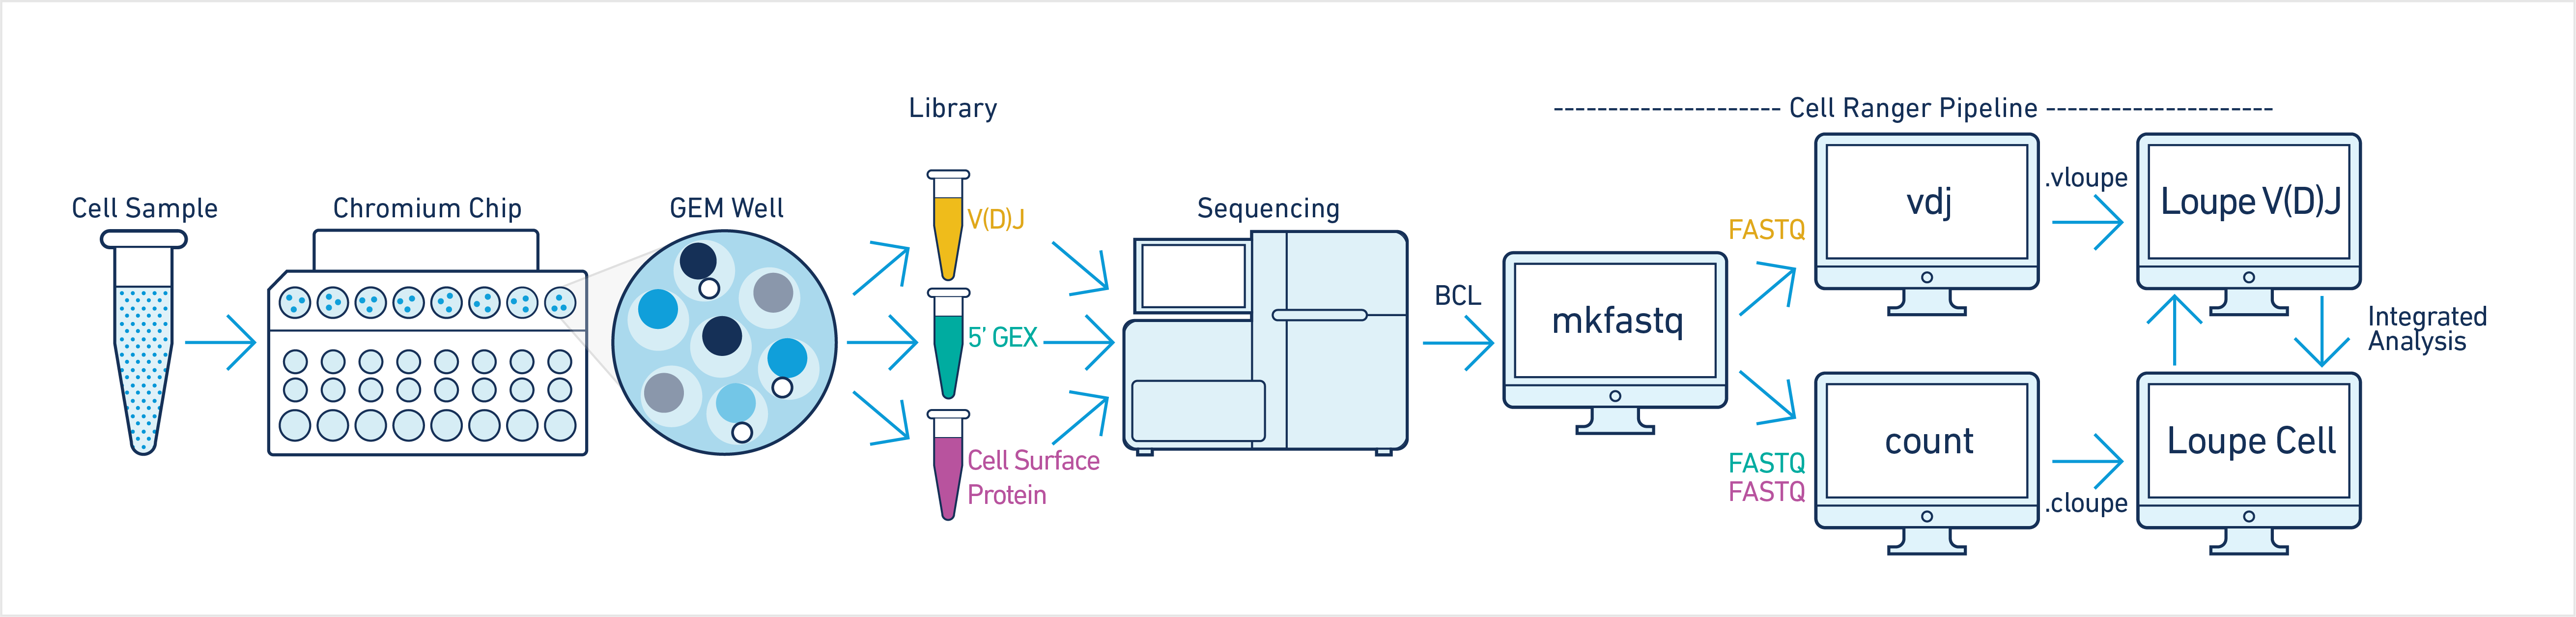 Library
Cell Ranger Pipeline
Cell Sample
Chromium Chip
GEM Well
V(D)J
5' GEX
Cell Surface
Protein
Sequencing
BCL
mkfastq
FASTQ
vdj
.vloupe
Loupe V(D)J
Integrated
Analysis
FASTQ
FASTQ
count
.cloupe
Loupe Cell